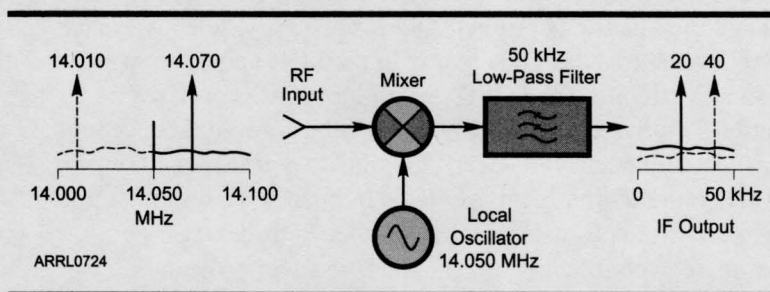 14.010 14.070
14.000 14.050 14.100
MHz
RF
Input
Mixer
50 kHz
Low-Pass Filter
Local
Oscillator
14.050 MHz
20 40
0 50 kHz
IF Output
ARRL0724